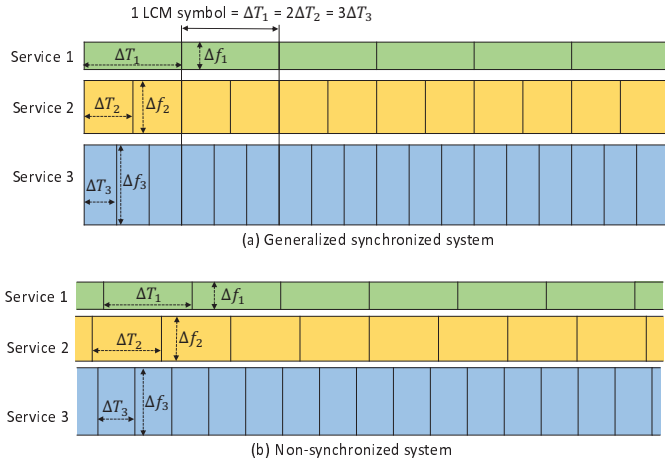 1 LCM symbol = ΔT₁ = 2ΔT₂ = 3ΔT₃
Service 1
ΔT₁
Δf₁
Service 2
ΔT₂
Δf₂
Service 3
ΔT₃
Δf₃
(a) Generalized synchronized system
Service 1
ΔT₁
Δf₁
Service 2
ΔT₂
Δf₂
Service 3
ΔT₃
Δf₃
(b) Non-synchronized system